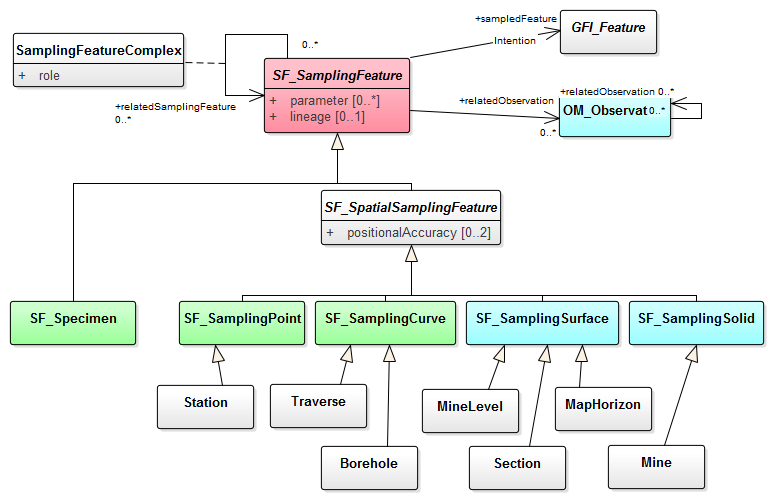 +sampledFeature
GFI_Feature
0..*
Intention
SamplingFeatureComplex
+ role
SF_SamplingFeature
+ parameter [0..*]
+ lineage [0..1]
+relatedSamplingFeature
0..*
+relatedObservation
0..*
+relatedObservation 0..*
OM_Observat
0..*
SF_SpatialSamplingFeature
+ positionalAccuracy [0..2]
SF_Specimen
SF_SamplingPoint
SF_SamplingCurve
SF_SamplingSurface
SF_SamplingSolid
Station
Traverse
MineLevel
MapHorizon
Borehole
Section
Mine